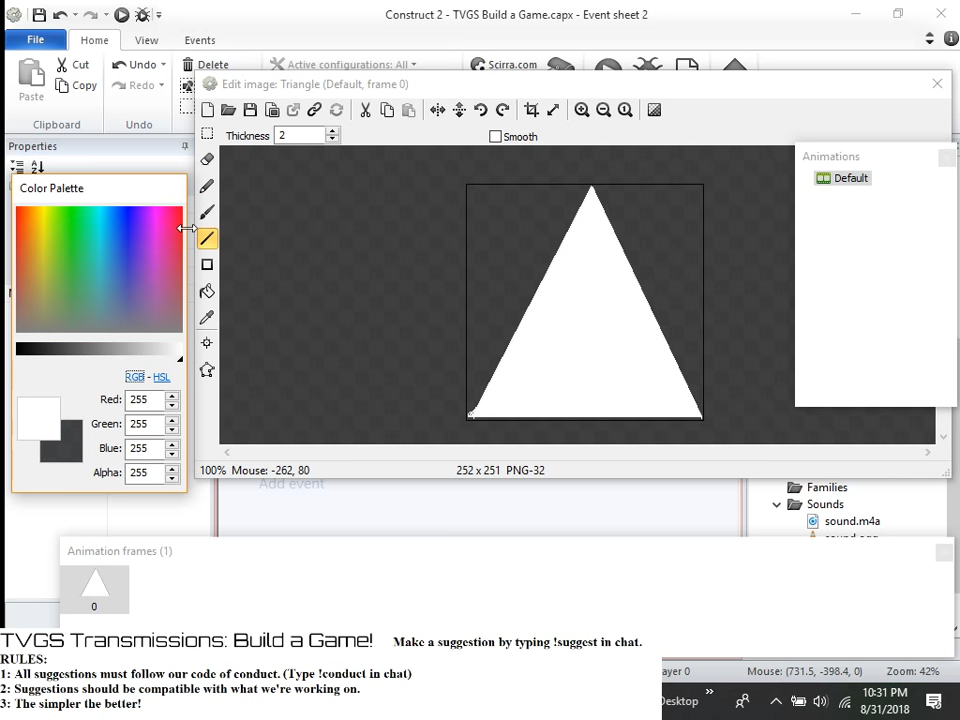 Construct 2 - TVGS Build a Game.capx - Event sheet 2
File
Home
View
Events
Paste
Cut
Copy
Undo
Redo
Delete
Active configurations: All
Scirra.com
Clipboard
Undo
Properties
Edit image: Triangle (Default, frame 0)
Thickness 2
Smooth
Animations
Default
Color Palette
RGB - HSL
Red: 255
Green: 255
Blue: 255
Alpha: 255
100% Mouse: -262, 80
252 x 251 PNG-32
Add event
Families
Sounds
sound.m4a
Animation frames (1)
0
TVGS Transmissions: Build a Game!
Make a suggestion by typing !suggest in chat.
RULES:
1: All suggestions must follow our code of conduct. (Type !conduct in chat)
2: Suggestions should be compatible with what we're working on.
3: The simpler the better!
ayer 0
Mouse: (731.5, -398.4, 0)
Zoom: 42%
Desktop
10:31 PM
8/31/2018